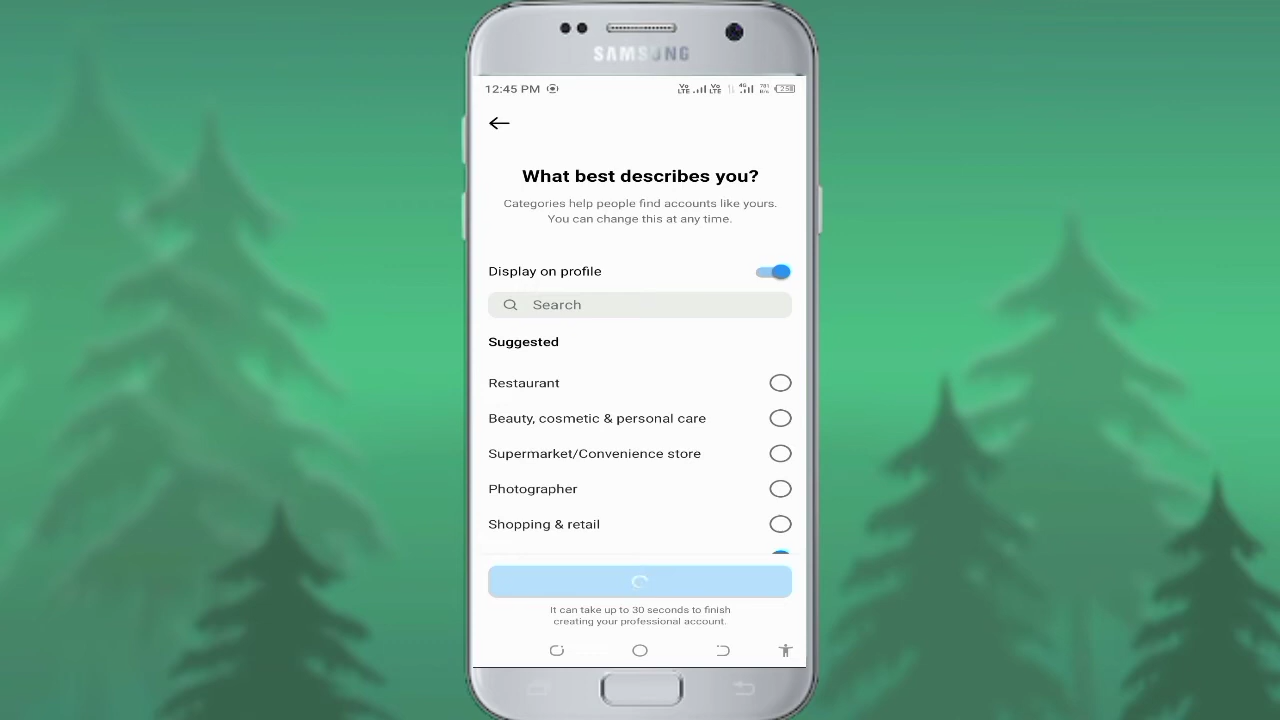 SAMSUNG
12:45 PM
What best describes you?
Categories help people find accounts like yours.
You can change this at any time.
Display on profile
Search
Suggested
Restaurant
Beauty, cosmetic & personal care
Supermarket/Convenience store
Photographer
Shopping & retail
It can take up to 30 seconds to finish
creating your professional account.